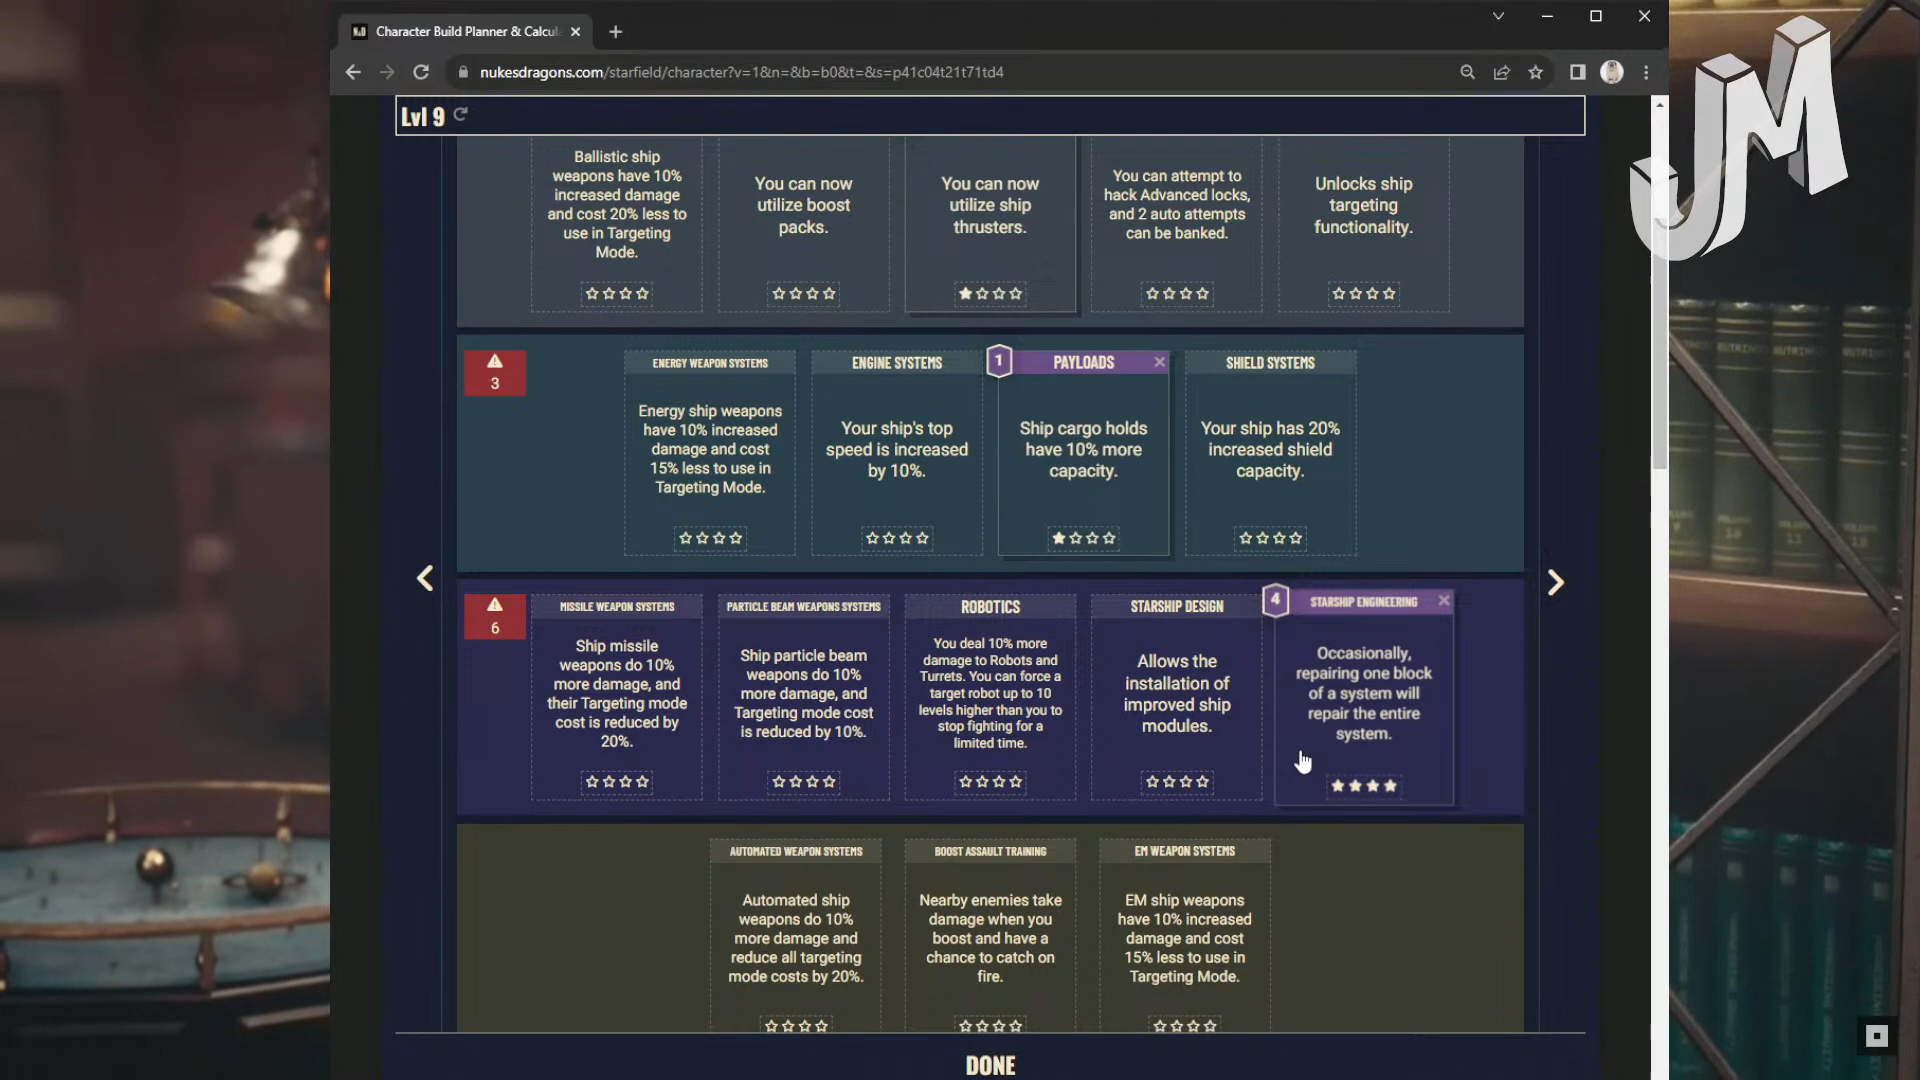 Character Build Planner & Calcul
nukesdragons.com/starfield/character?v=1&n=&b=b0&t=&s=p41c04t21t71td4
JM
Lvl 9
Ballistic ship
weapons have 10%
increased damage
and cost 20% less to
use in Targeting
Mode.
You can now
utilize boost
packs.
You can now
utilize ship
thrusters.
You can attempt to
hack Advanced locks,
and 2 auto attempts
can be banked.
Unlocks ship
targeting
functionality.
3
ENERGY WEAPON SYSTEMS
Energy ship weapons
have 10% increased
damage and cost
15% less to use in
Targeting Mode.
ENGINE SYSTEMS
Your ship's top
speed is increased
by 10%.
1
PAYLOADS
Ship cargo holds
have 10% more
capacity.
SHIELD SYSTEMS
Your ship has 20%
increased shield
capacity.
6
MISSILE WEAPON SYSTEMS
Ship missile
weapons do 10%
more damage, and
their Targeting mode
cost is reduced by
20%.
PARTICLE BEAM WEAPONS SYSTEMS
Ship particle beam
weapons do 10%
more damage, and
Targeting mode cost
is reduced by 10%.
ROBOTICS
You deal 10% more
damage to Robots and
Turrets. You can force a
target robot up to 10
levels higher than you to
stop fighting for a
limited time.
STARSHIP DESIGN
Allows the
installation of
improved ship
modules.
4
STARSHIP ENGINEERING
Occasionally,
repairing one block
of a system will
repair the entire
system.
AUTOMATED WEAPON SYSTEMS
Automated ship
weapons do 10%
more damage and
reduce all targeting
mode costs by 20%.
BOOST ASSAULT TRAINING
Nearby enemies take
damage when you
boost and have a
chance to catch on
fire.
EM WEAPON SYSTEMS
EM ship weapons
have 10% increased
damage and cost
15% less to use in
Targeting Mode.
DONE